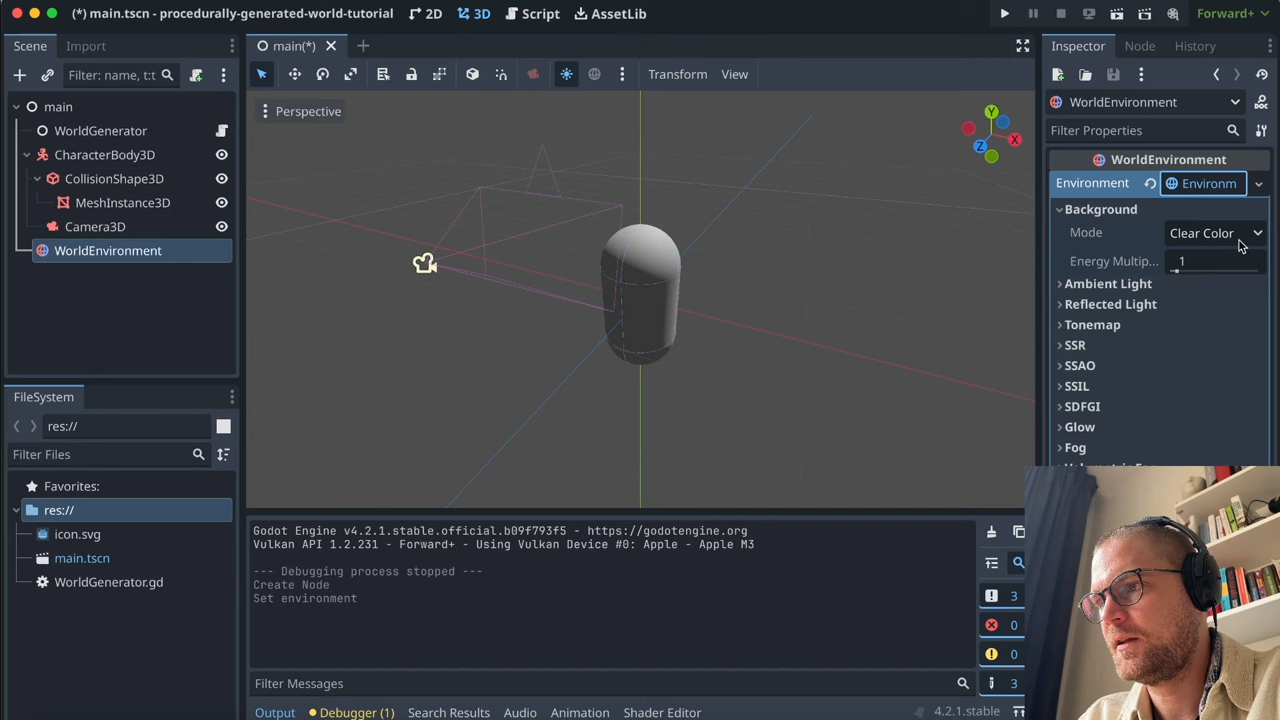 (*) main.tscn - procedurally-generated-world-tutorial
2D
3D
Script
AssetLib
Forward+
Scene
Import
Filter: name, t:t
main
WorldGenerator
CharacterBody3D
CollisionShape3D
MeshInstance3D
Camera3D
WorldEnvironment
FileSystem
res://
Filter Files
Favorites:
res://
icon.svg
main.tscn
WorldGenerator.gd
main(*)
Transform
View
Perspective
Y
X
Z
Godot Engine v4.2.1.stable.official.b09f793f5 - https://godotengine.org
Vulkan API 1.2.231 - Forward+ - Using Vulkan Device #0: Apple - Apple M3
--- Debugging process stopped ---
Create Node
Set environment
3
0
0
3
Filter Messages
Output
Debugger (1)
Search Results
Audio
Animation
Shader Editor
4.2.1.stable
Inspector
Node
History
WorldEnvironment
Filter Properties
WorldEnvironment
Environment
Environm
Background
Mode
Clear Color
Energy Multip...
1
Ambient Light
Reflected Light
Tonemap
SSR
SSAO
SSIL
SDFGI
Glow
Fog